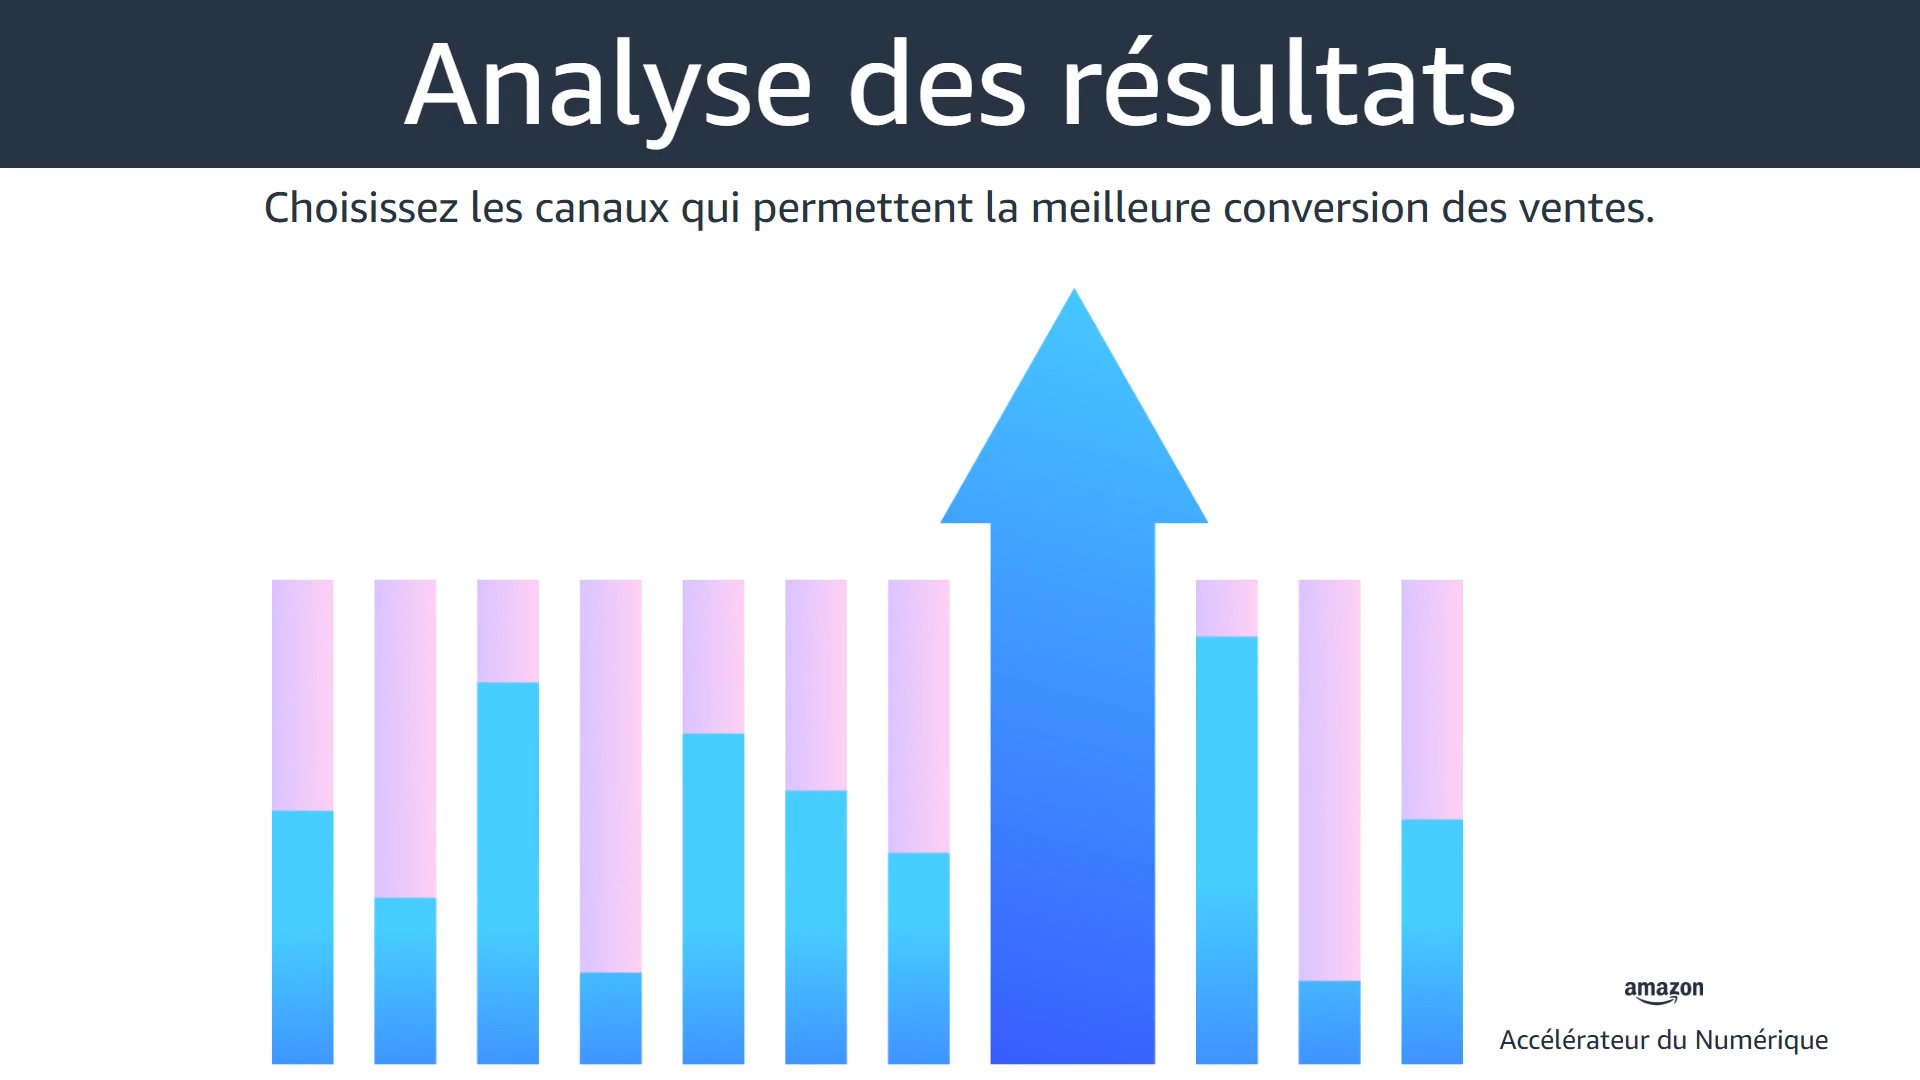 Analyse des résultats
Choisissez les canaux qui permettent la meilleure conversion des ventes.
amazon
Accélérateur du Numérique